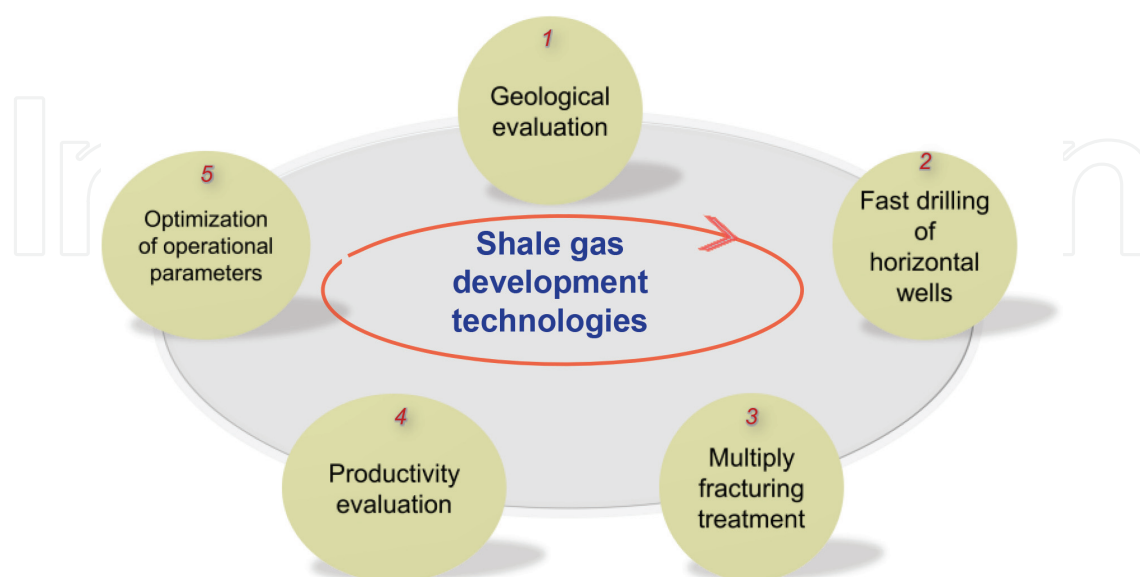 1
Geological
evaluation
2
Fast drilling
of
horizontal
wells
3
Multiply
fracturing
treatment
4
Productivity
evaluation
5
Optimization
of operational
parameters
Shale gas
development
technologies